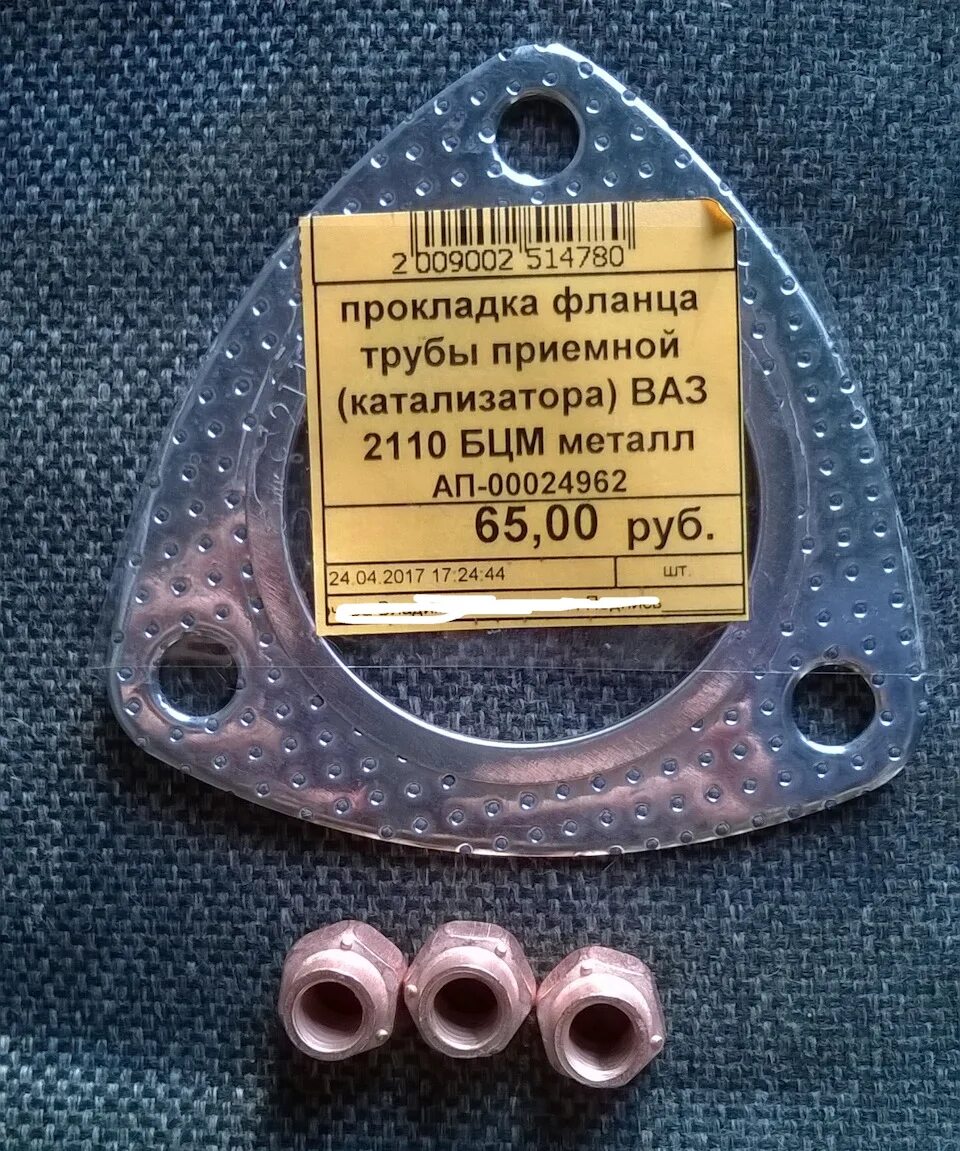 2 009002 514780
прокладка фланца
трубы приемной
(катализатора) ВАЗ
2110 БЦМ металл
АП-00024962
65,00 руб.
24.04.2017 17:24:44 шт.